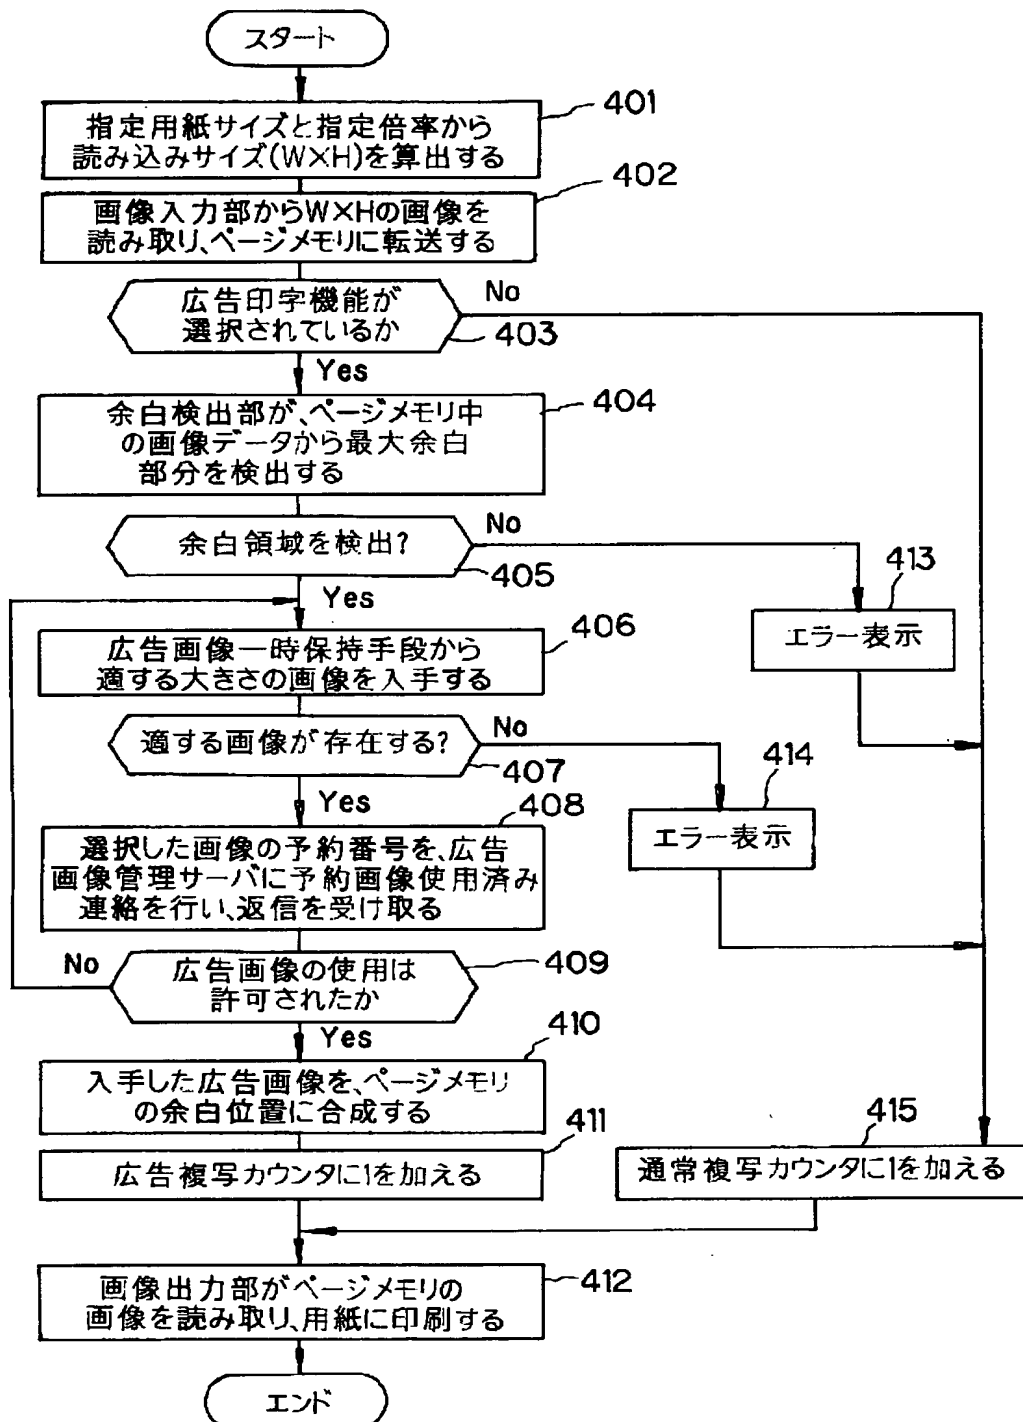 スタート
401
指定用紙サイズと指定倍率から
読み込みサイズ(W×H)を算出する
402
画像入力部からW×Hの画像を
読み取り、ページメモリに転送する
広告印字機能が
選択されているか
No
403
Yes
404
余白検出部が、ページメモリ中
の画像データから最大余白
部分を検出する
余白領域を検出?
No
405
Yes
413
エラー表示
406
広告画像一時保持手段から
適する大きさの画像を入手する
適する画像が存在する?
No
407
Yes
414
エラー表示
408
選択した画像の予約番号を、広告
画像管理サーバに予約画像使用済み
連絡を行い、返信を受け取る
No
広告画像の使用は
許可されたか
409
Yes
410
入手した広告画像を、ページメモリ
の余白位置に合成する
411
広告複写カウンタに1を加える
415
通常複写カウンタに1を加える
412
画像出力部がページメモリの
画像を読み取り、用紙に印刷する
エンド